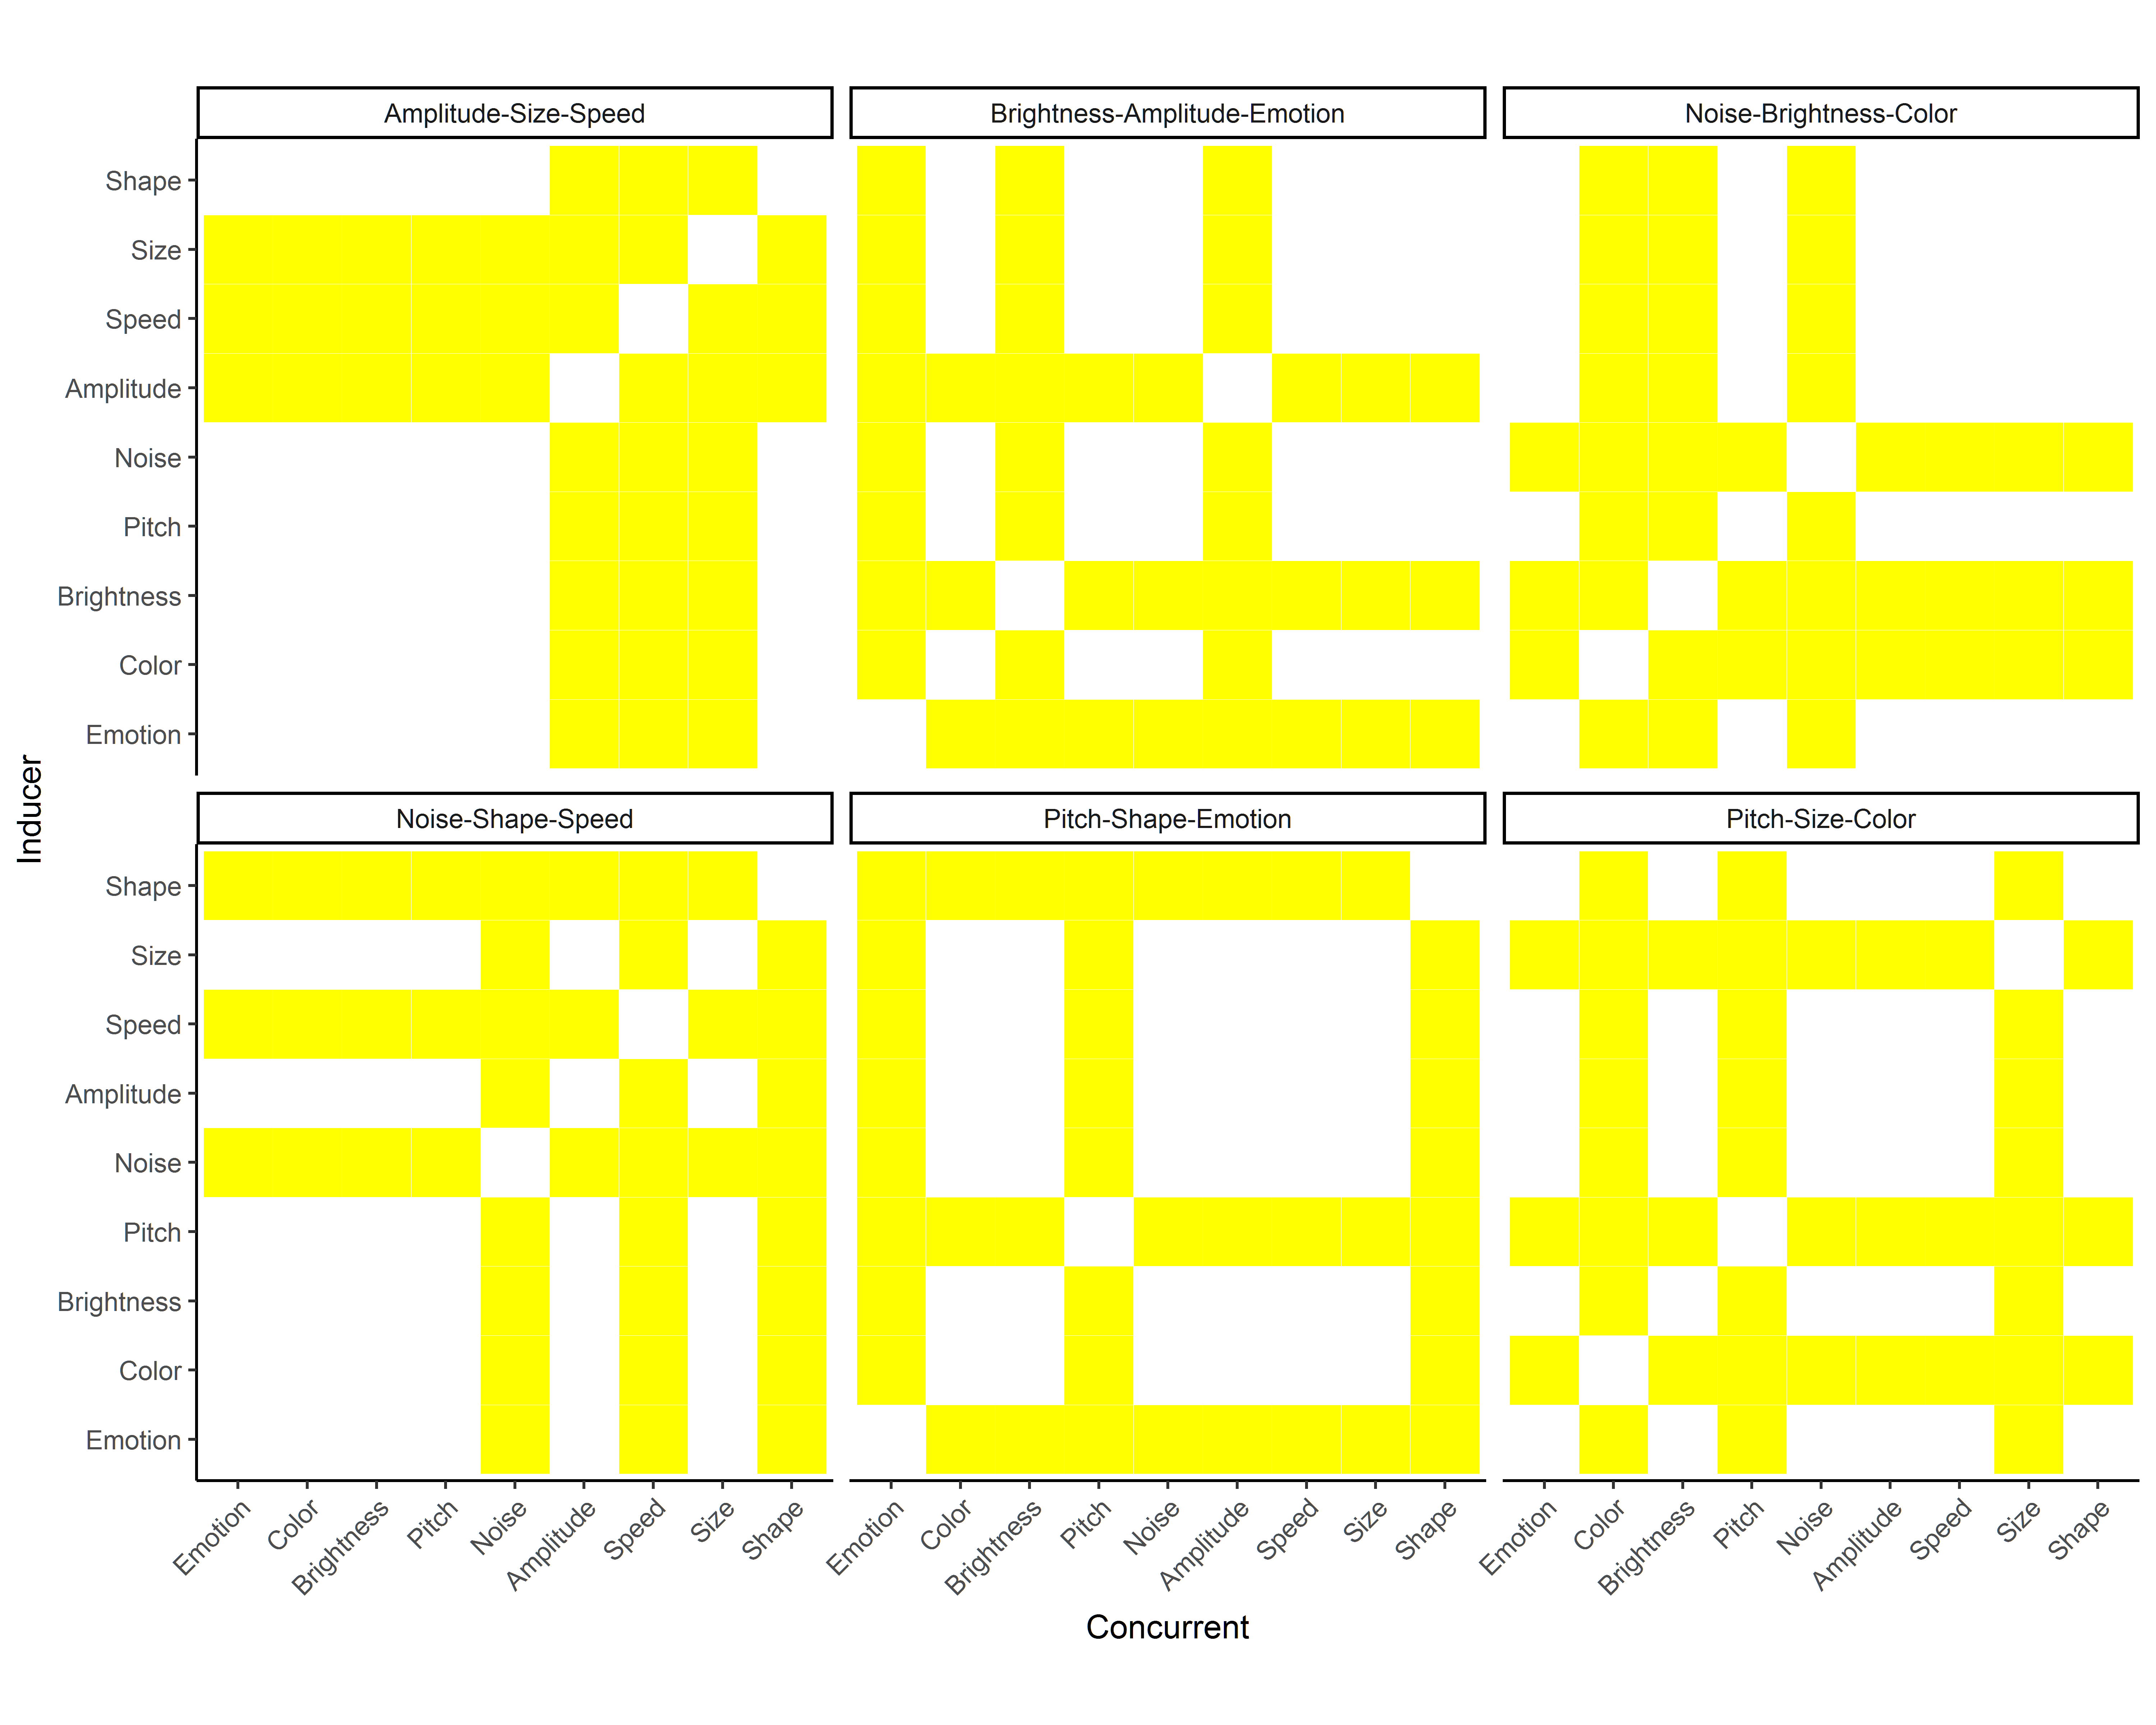 Amplitude-Size-Speed
Brightness-Amplitude-Emotion
Noise-Brightness-Color
Shape
Size
Speed
Amplitude
Noise
Pitch
Brightness
Color
Emotion
Inducer
Noise-Shape-Speed
Pitch-Shape-Emotion
Pitch-Size-Color
Shape
Size
Speed
Amplitude
Noise
Pitch
Brightness
Color
Emotion
Emotion
Color
Brightness
Pitch
Noise
Amplitude
Speed
Size
Shape
Emotion
Color
Brightness
Pitch
Noise
Amplitude
Speed
Size
Shape
Emotion
Color
Brightness
Pitch
Noise
Amplitude
Speed
Size
Shape
Concurrent